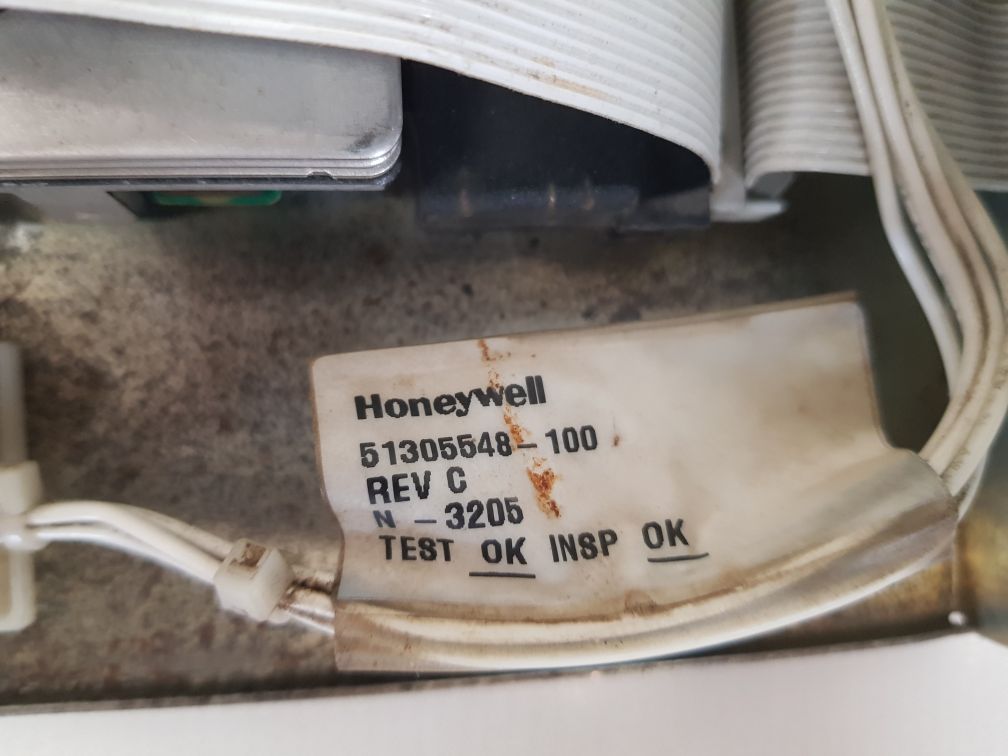 Honeywell
51305548-100
REV C
N - 3205
TEST OK INSP OK